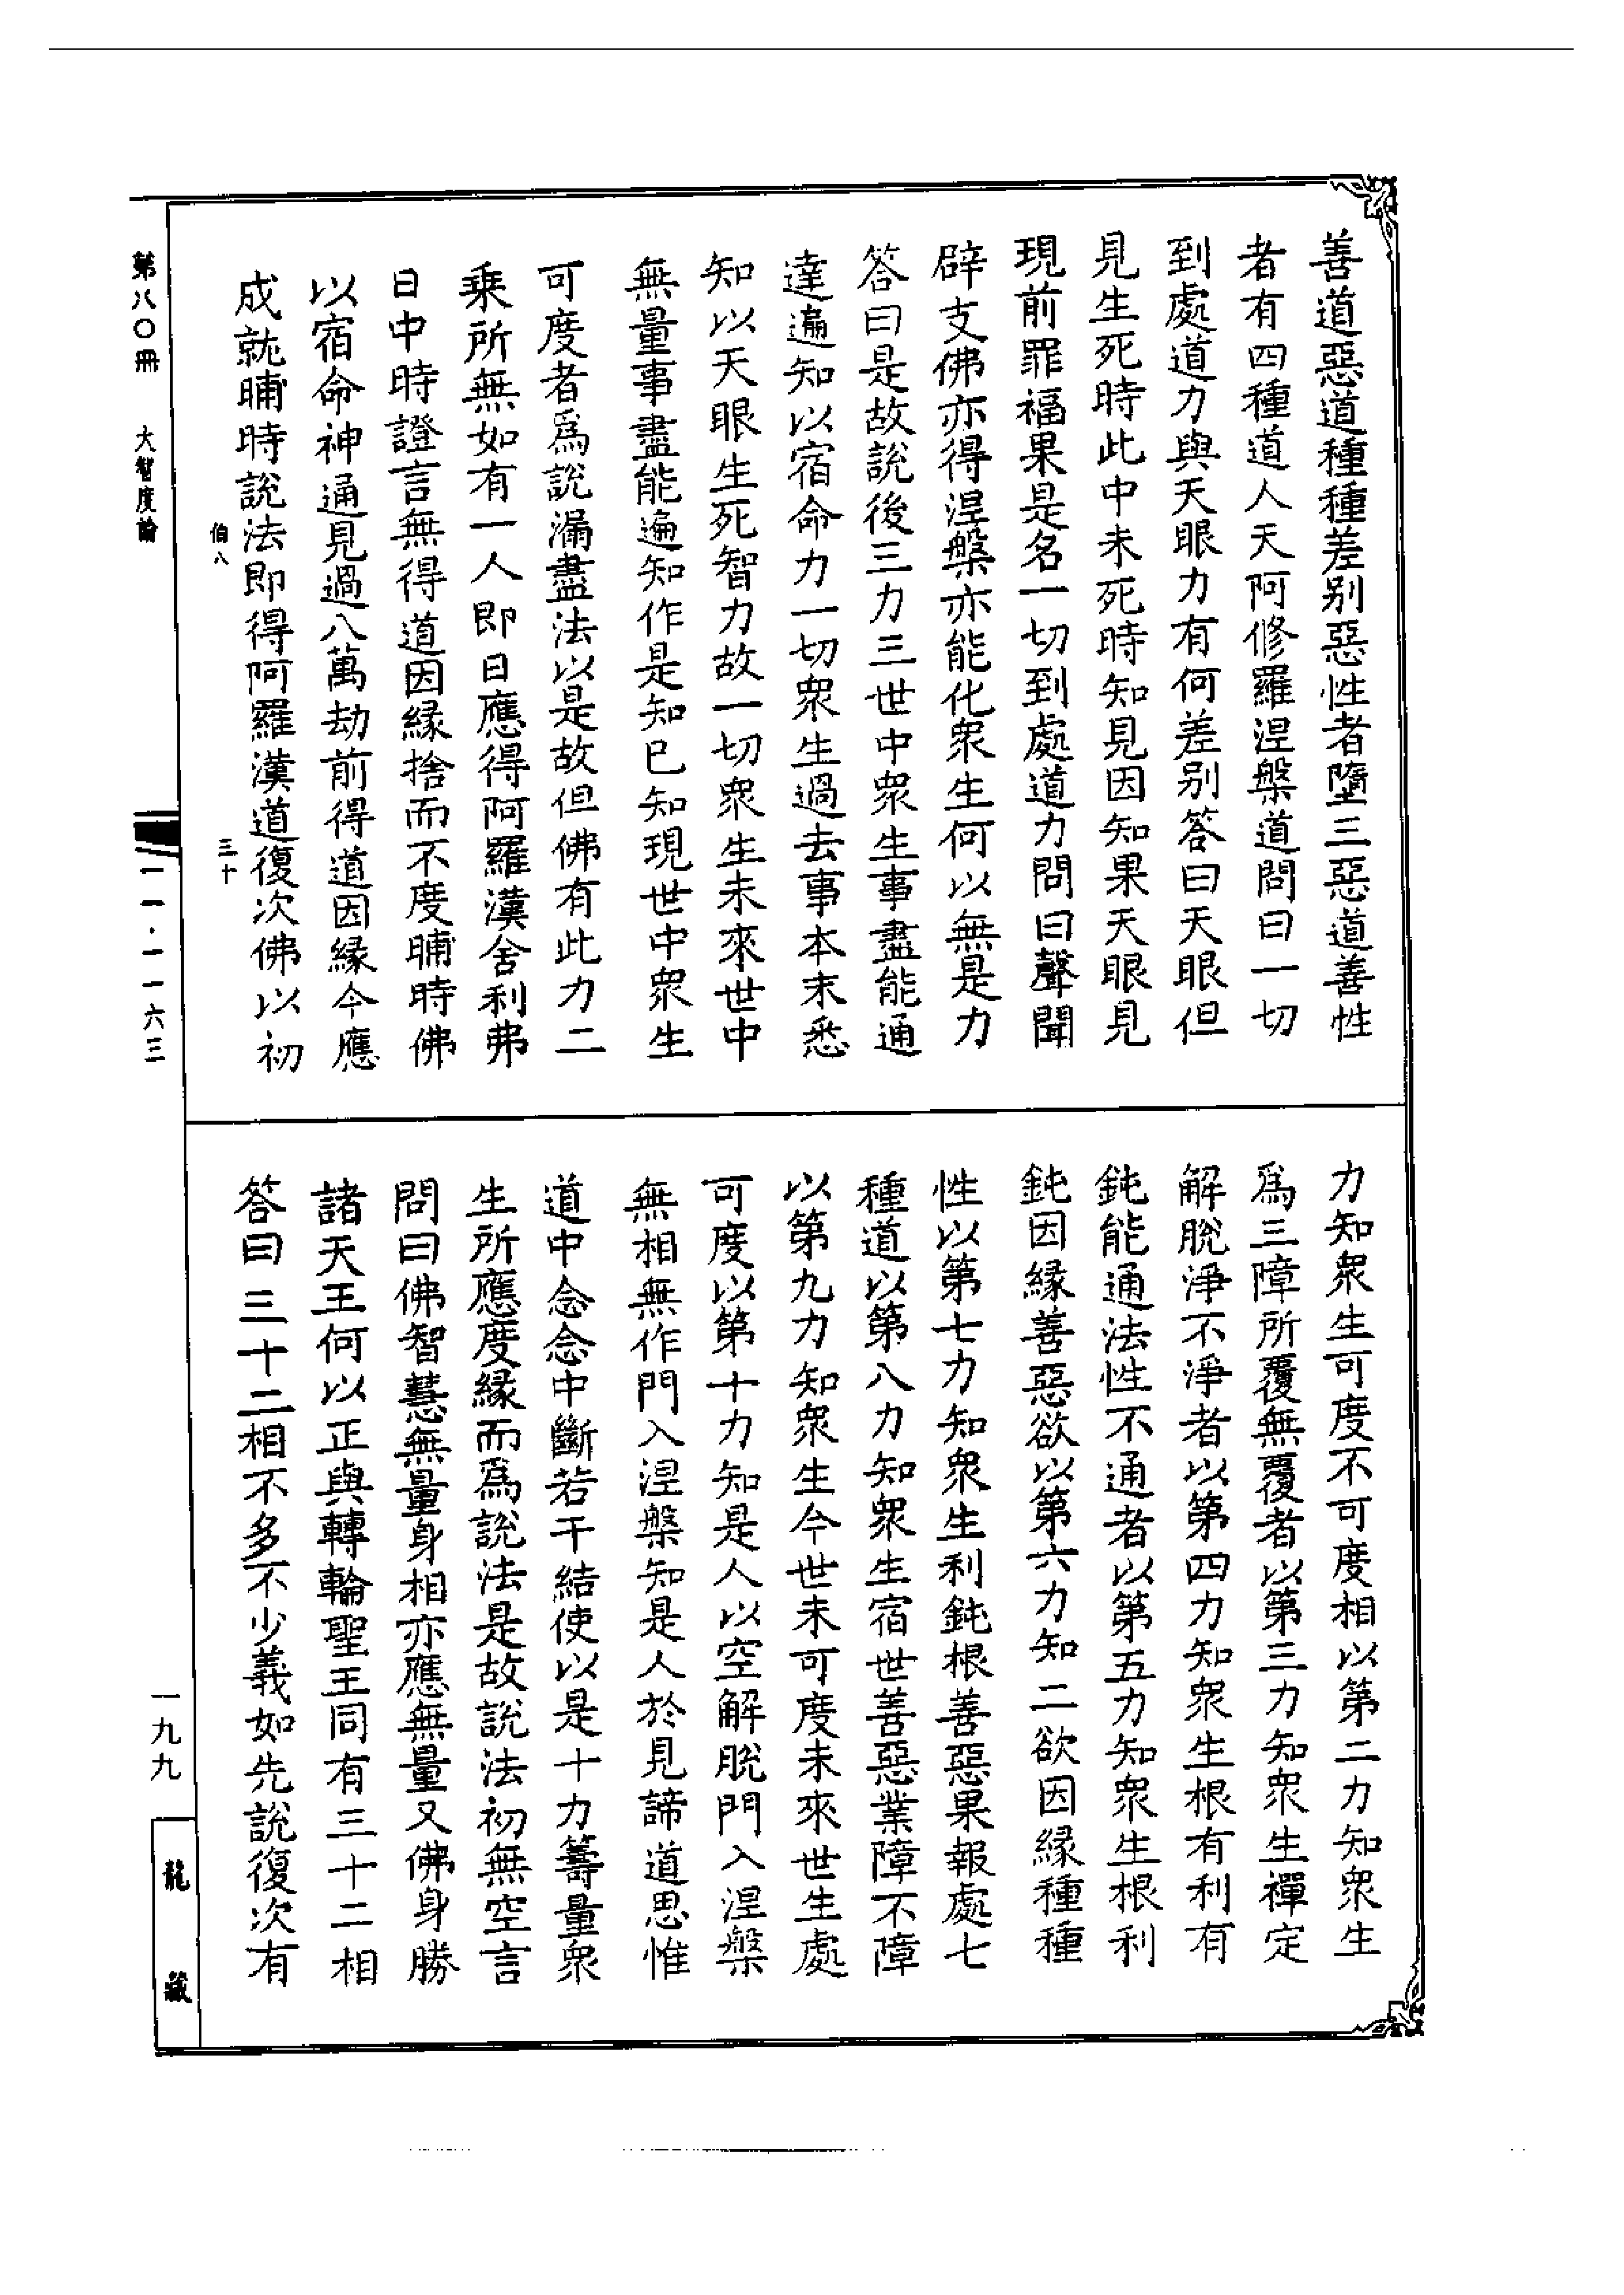 善道惡道種種差别惡性者墮三惡道善性
者有四種道人天阿修羅涅槃道問曰一切
到處道力與天眼力有何差别答曰天眼但
見生死時此中未死時知見因知果天眼見
現前罪福果是名一切到處道力問曰聲聞
辟支佛亦得涅槃亦能化衆生何以無是力
答曰是故說後三力三世中衆生事盡能通
達遍知以宿命力一切衆生過去事本末悉
知以天眼生死智力故一切衆生未來世中
無量事盡能遍知作是知已知現世中衆生
可度者爲說漏盡法以是故但佛有此力二
乗所無如有一人即日應得阿羅漢舍利弗
日中時證言無得道因緣捨而不度晡時佛
以宿命神通見過八萬劫前得道因緣今應
成就晡時說法即得阿羅漢道復次佛以初
伯八
三十
力知衆生可度不可度相以第二力知衆生
爲三障所覆無覆者以第三力知衆生禪定
解脫淨不淨者以第四力知衆生根有利有
鈍能通法性不通者以第五力知衆生根利
鈍因緣善惡欲以第六力知二欲因緣種種
性以第七力知衆生利鈍根善惡果報處七
種道以第八力知衆生宿世善惡業障不障
以第九力知衆生今世未可度未來世生處
可度以第十力知是人以空解脫門入涅槃
無相無作門入涅槃知是人於見諦道思惟
道中念念中斷若干結使以是十力籌量衆
生所應度緣而爲說法是故說法初無空言
問曰佛智慧無量身相亦應無量又佛身勝
諸天王何以正與轉輪聖王同有三十二相
答曰三十二相不多不少義如先說復次有
第八〇冊 大智度論
一一·一一六三
一九九
龍藏